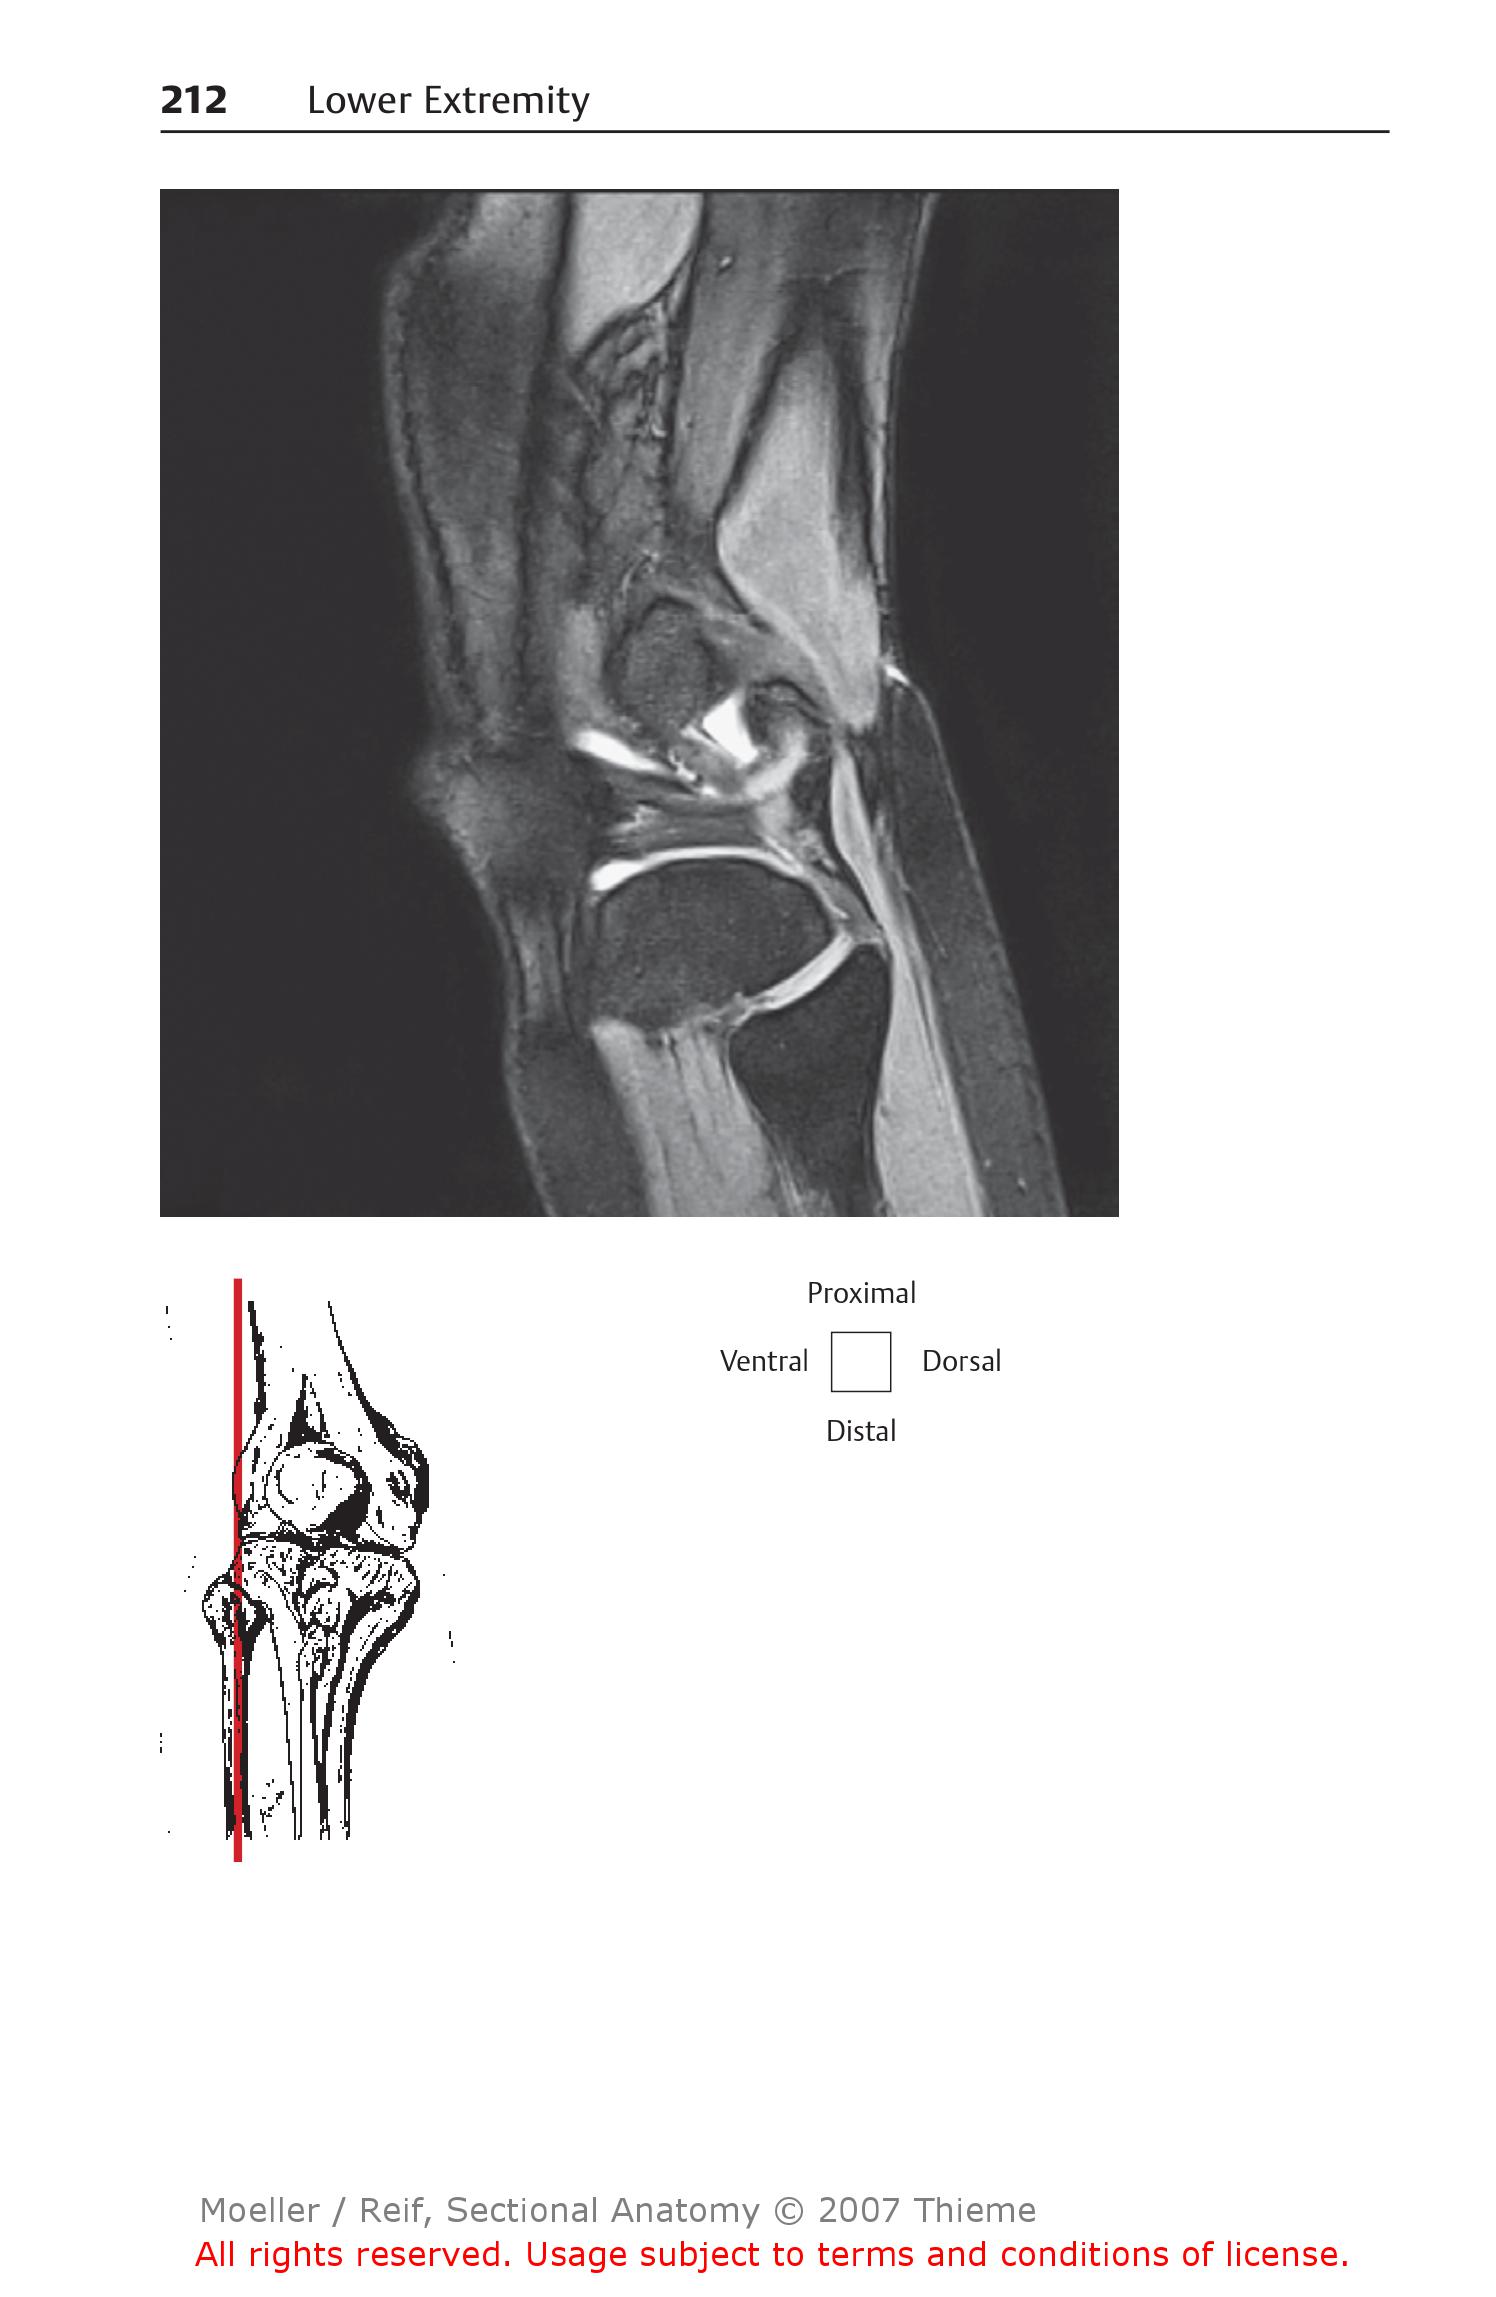 212 Lower Extremity
Proximal
Ventral Dorsal
Distal
Moeller / Reif, Sectional Anatomy © 2007 Thieme
All rights reserved. Usage subject to terms and conditions of license.